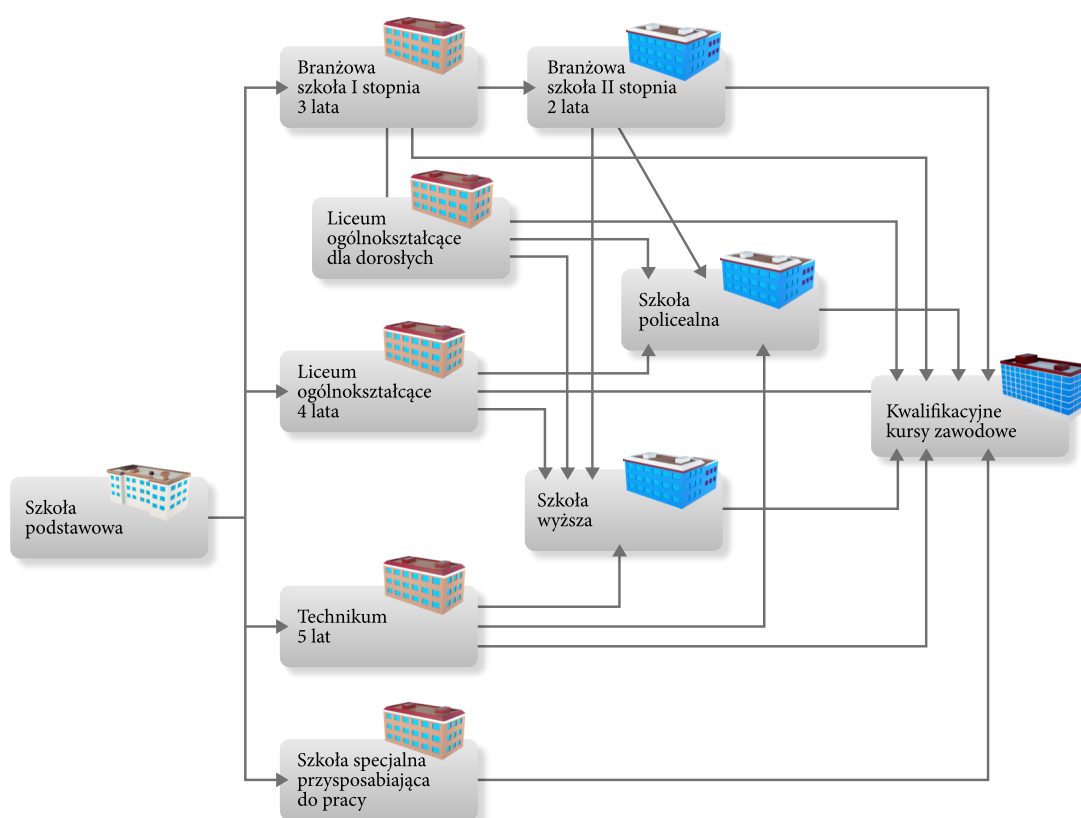 Branżowa
szkoła I stopnia
3 lata
Branżowa
szkoła II stopnia
2 lata
Liceum
ogólnokształcące
dla dorosłych
Szkoła
policealna
Liceum
ogólnokształcące
4 lata
Kwalifikacyjne
kursy zawodowe
Szkoła
podstawowa
Szkoła
wyższa
Technikum
5 lat
Szkoła specjalna
przysposabiająca
do pracy